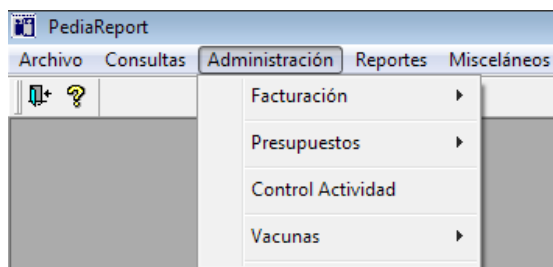 PediaReport
Archivo Consultas Administración Reportes Misceláneos
Facturación
Presupuestos
Control Actividad
Vacunas